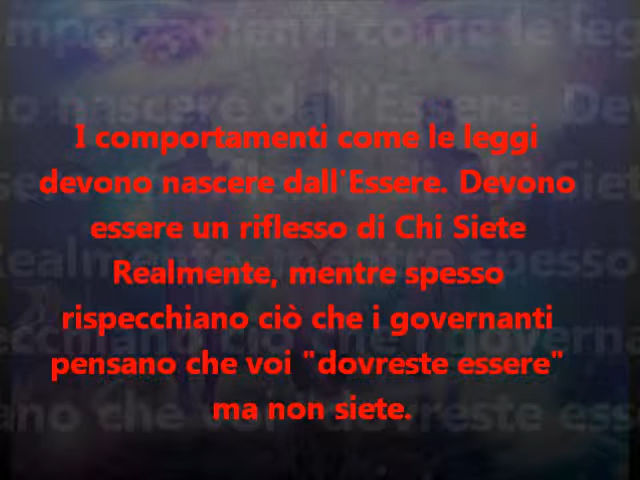 I comportamenti come le leggi
devono nascere dall'Essere. Devono
essere un riflesso di Chi Siete
Realmente, mentre spesso
rispecchiano ciò che i governanti
pensano che voi "dovreste essere"
ma non siete.